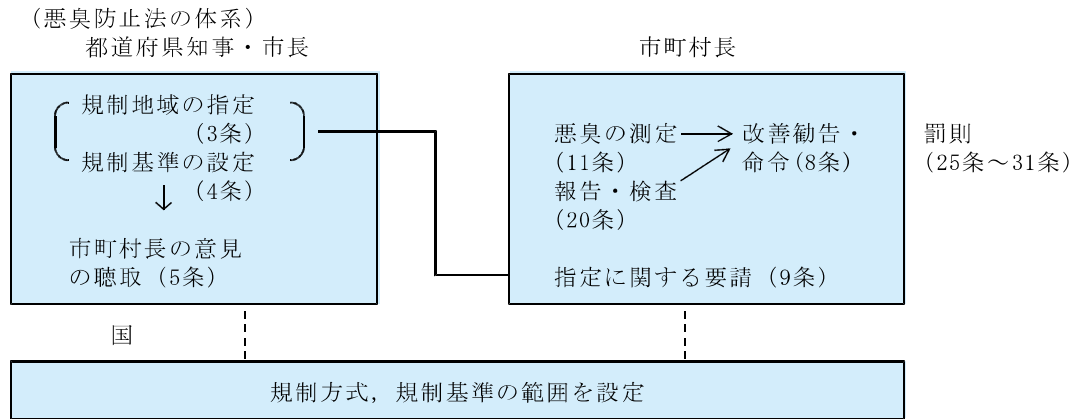 （悪臭防止法の体系）
都道府県知事・市長
規制地域の指定
(3条)
規制基準の設定
(4条)
市町村長の意見
の聴取（5条）
市町村長
悪臭の測定
(11条)
報告・検査
(20条)
改善勧告・
命令(8条)
指定に関する要請（9条）
罰則
(25条～31条)
国
規制方式，規制基準の範囲を設定